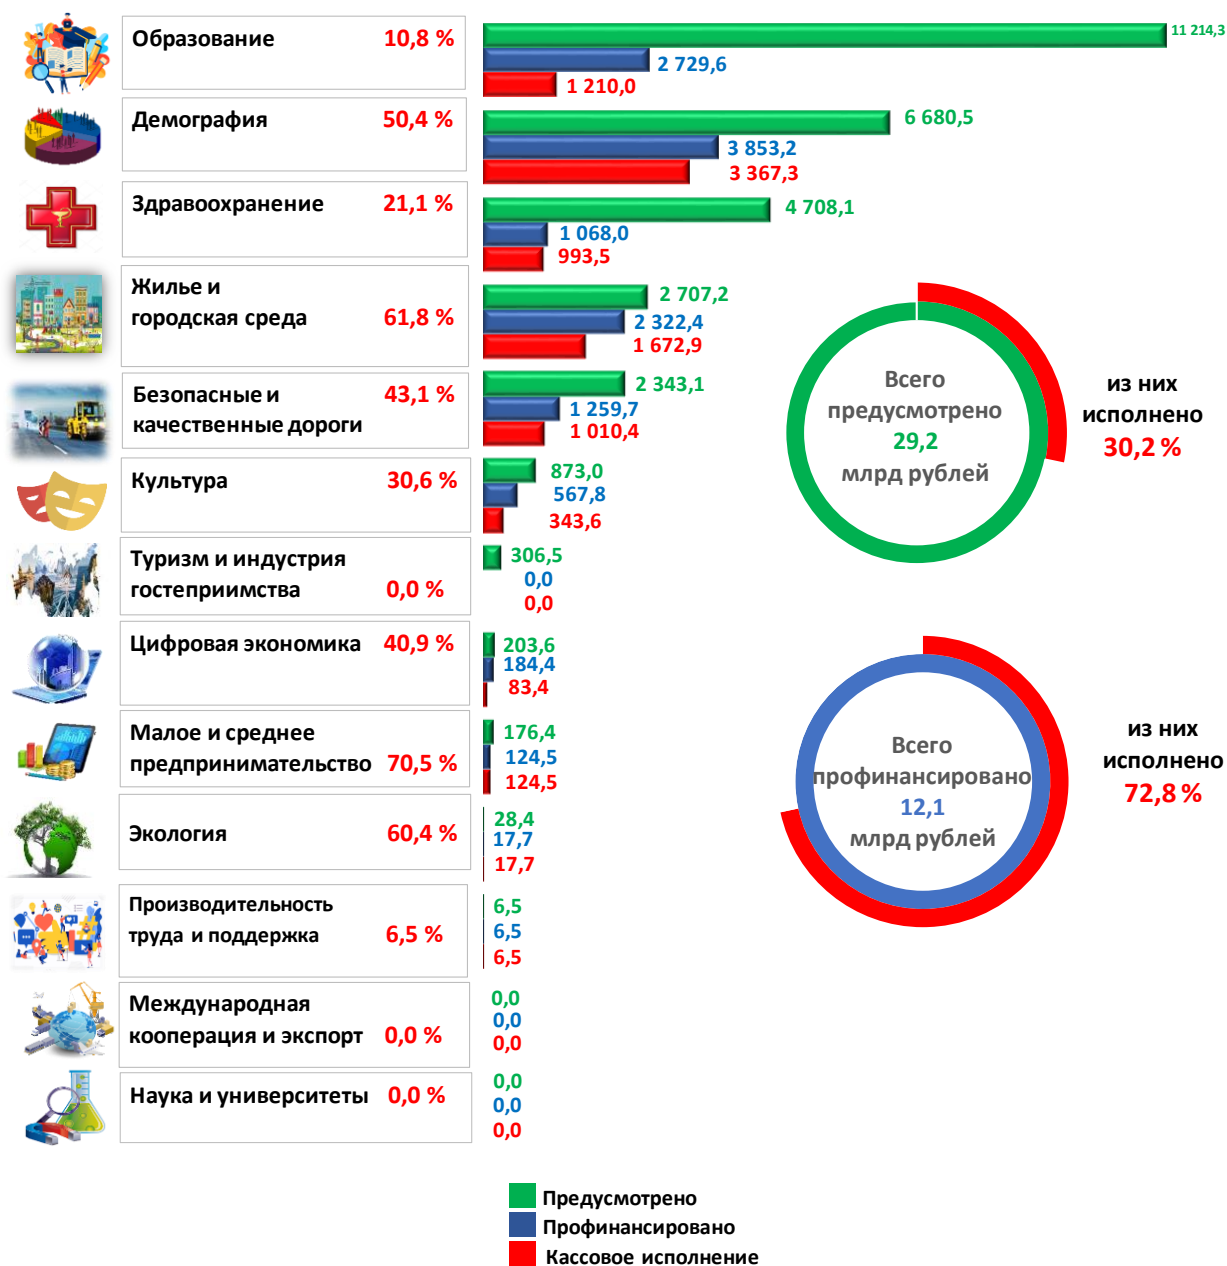 Образование 10,8 %
11 214,3
2 729,6
1 210,0
Демография 50,4 %
6 680,5
3 853,2
3 367,3
Здравоохранение 21,1 %
4 708,1
1 068,0
993,5
Жилье и
городская среда 61,8 %
2 707,2
2 322,4
1 672,9
Безопасные и 43,1 %
качественные дороги
2 343,1
1 259,7
1 010,4
Культура 30,6 %
873,0
567,8
343,6
Туризм и индустрия
гостеприимства 0,0 %
306,5
0,0
0,0
Цифровая экономика 40,9 %
203,6
184,4
83,4
Малое и среднее
предпринимательство 70,5 %
176,4
124,5
124,5
Экология 60,4 %
28,4
17,7
17,7
Производительность
труда и поддержка 6,5 %
6,5
6,5
6,5
Международная
кооперация и экспорт 0,0 %
0,0
0,0
0,0
Наука и университеты 0,0 %
0,0
0,0
0,0
Всего
предусмотрено
29,2
млрд рублей
из них
исполнено
30,2 %
Всего
профинансировано
12,1
млрд рублей
из них
исполнено
72,8 %
Предусмотрено
Профинансировано
Кассовое исполнение